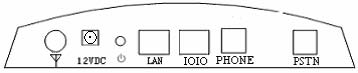 12VDC LAN IOIO PHONE PSTN